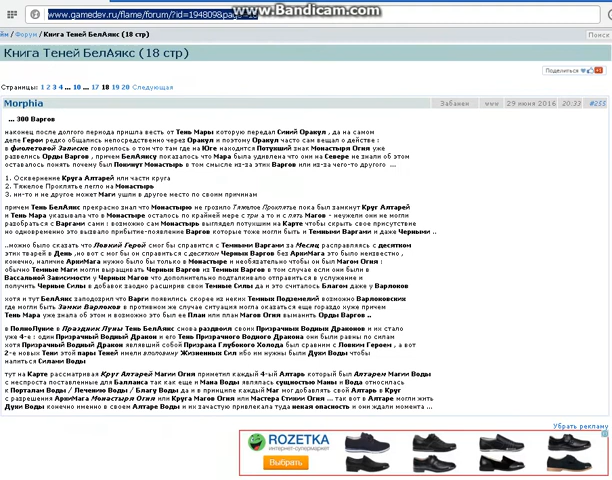 www.gamedev.ru/flame/forum/?id=194809&page=18
www.Bandicam.com
йм / Форум / Книга Теней БелАякс (18 стр)
Поиск
Книга Теней БелАякс (18 стр)
Поделиться
Страницы: 1 2 3 4 ... 10 ... 17 18 19 20 Следующая
Morphia Забанен www 29 июня 2016 20:33 #255
... 300 Варгов
наконец после долгого периода пришла весть от Тень Мары которую передал Синий Оракул , да на самом
деле Герои редко общались непосредственно через Оракул и поэтому Оракул часто сам вещал о действе :
в фиолетовой Записке говорилось о том что там где на Юге находится Потухший знак Монастыря Огня уже
развелись Орды Варгов , причем БелАяксу показалось что Мара была удивлена что они на Севере не знали об этом
оставалось понять почему был Покинут Монастырь в том смысле из-за этих Варгов или из-за чего-то другого ...
1. Осквернение Круга Алтарей или части круга
2. Тяжелое Проклятье легло на Монастырь
3. ин-то и не другое может Маги ушли в другое место по своим причинам
причем Тень БелАякс прекрасно знал что Монастырю не грозило Тяжелое Проклятье пока был замкнут Круг Алтарей
и Тень Мара указывала что в Монастыре осталось по крайней мере с три а то и с пять Магов - неужели они не могли
разобраться с Варгами сами : возможно сам Монастырь выглядел потухшим на Карте чтобы скрыть свое присутствие
но одновременно это вызвало прибытие-появление Варгов которые тоже могли быть и Темными Варгами и даже Черными ..
..можно было сказать что Ловкий Герой смог бы справится с Темными Варгами за Месяц расправляясь с десятком
этих тварей в День ,но вот с мог бы он справиться с десятком Черных Варгов без АрхиМага это было неизвестно ,
конечно, наличие АрхиМага нужно было бы только в Монастыре и необязательно чтобы он был Магом Огня :
обычно Темные Маги могли выращивать Черных Варгов из Темных Варгов в том случае если они были в
Вассальной Зависимости у Черных Магов что дополнительно подталкивало отправиться в услужение и
получить Черные Силы в добавок заодно расширив свои Темные Силы да и это считалось Благом даже у Варлоков
хотя и тут БелАякс заподозрил что Варги появились скорее из неких Темных Подземелий возможно Варлоковских
где могли быть Замки Варлоков в противном же случае ситуация могла оказаться еще гораздо хуже причем
Тень Мара уже знала об этом и возможно это был ее План или план Магов Огня выманить Орды Варгов ..
в ПолноЛуние в Праздник Луны Тень БелАякс снова раздвоил своих Призрачных Водных Драконов и их стало
уже 4-е : один Призрачный Водный Дракон и его Тень Призрачного Водного Дракона они были равны по силам
хотя Призрачный Водный Дракон являвший собой Призрака Глубокого Холода был сравним с Ловким Героем , а вот
2-е новых Тени этой пары Теней имели вполовину Жизненных Сил ибо им нужны были Духи Воды чтобы
налиться Силами Воды
тут на Карте рассматривая Круг Алтарей Магии Огня приметил каждый 4-ый Алтарь который был Алтарем Магии Воды
с неспроста поставленные для Балланса так как еще и Мана Воды являлась сущностью Маны и Вода относилась
к Порталам Воды / Лечению Воды / Благу Воды да и в принципе каждый Маг мог добавлять свой Алтарь в Круг
с разрешения АрхиМага Монастыря Огня или Круга Магов Огня или Мастера Стихии Огня ... так вот в Алтаре могли жить
Духи Воды конечно именно в своем Алтаре Воды и их зачастую привлекала туда некая опасность и они ждали момента ...
Убрать рекламу
ROZETKA
интернет-супермаркет
Выбрать